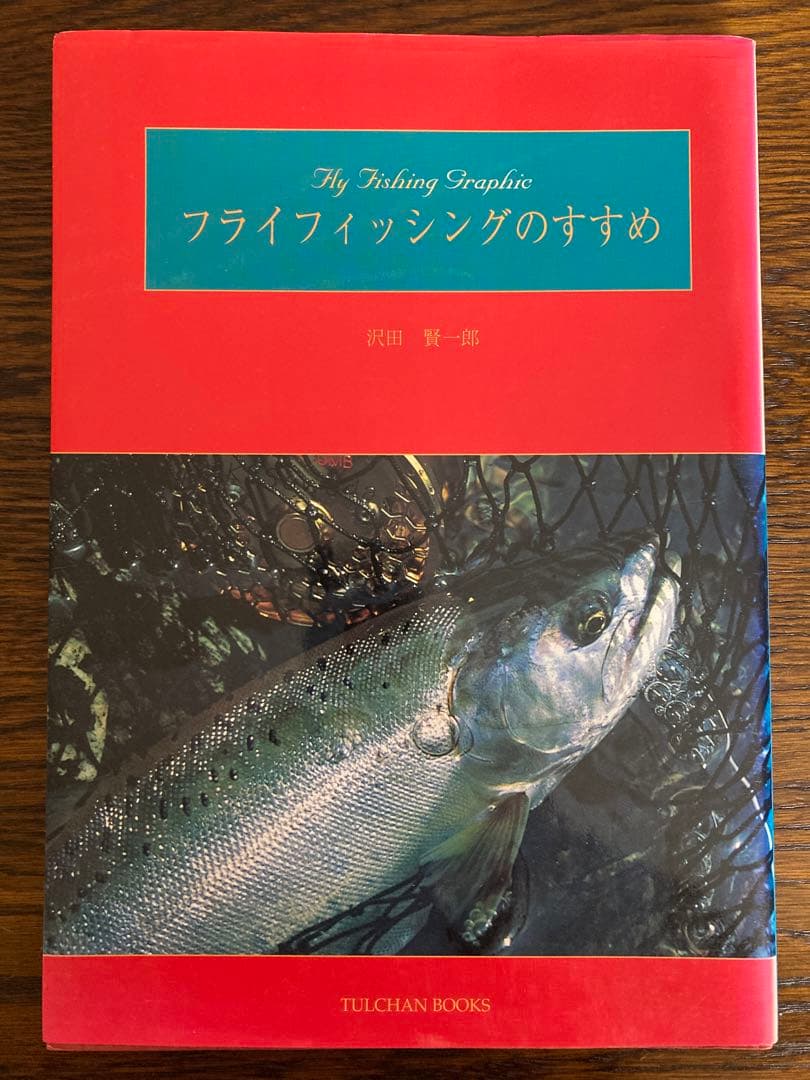 Fly Fishing Graphic
フライフィッシングのすすめ
沢田 賢一郎
TULCHAN BOOKS